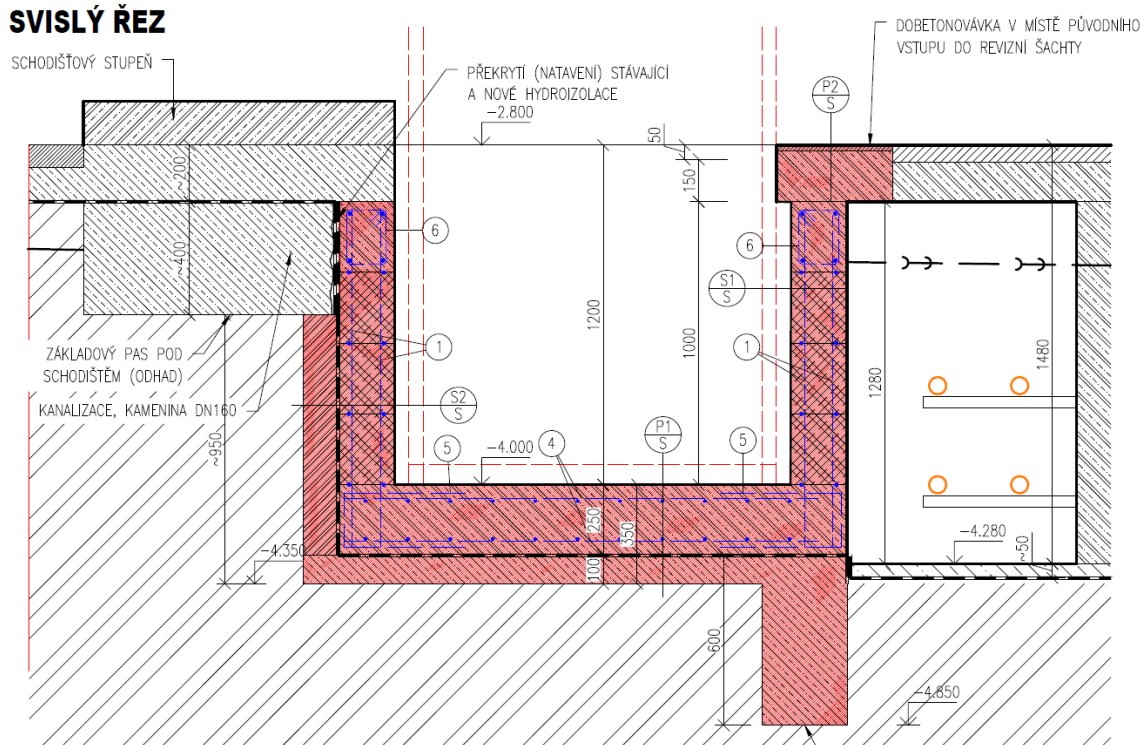 SVISLÝ ŘEZ
SCHODIŠŤOVÝ STUPEŇ
PŘEKRYTÍ (NATAVENÍ) STÁVAJÍCÍ
A NOVÉ HYDROIZOLACE
DOBETONOVÁVKA V MÍSTĚ PŮVODNÍHO
VSTUPU DO REVIZNÍ ŠACHTY
−2.800
P2
S
50
150
~200
~400
6
6
S1
S
1200
1000
1
1
1280
1480
ZÁKLADOVÝ PAS POD
SCHODIŠTĚM (ODHAD)
KANALIZACE, KAMENINA DN160
S2
S
~950
5
−4.000
4
P1
S
5
250
350
100
−4.350
−4.280
~50
600
−4.850